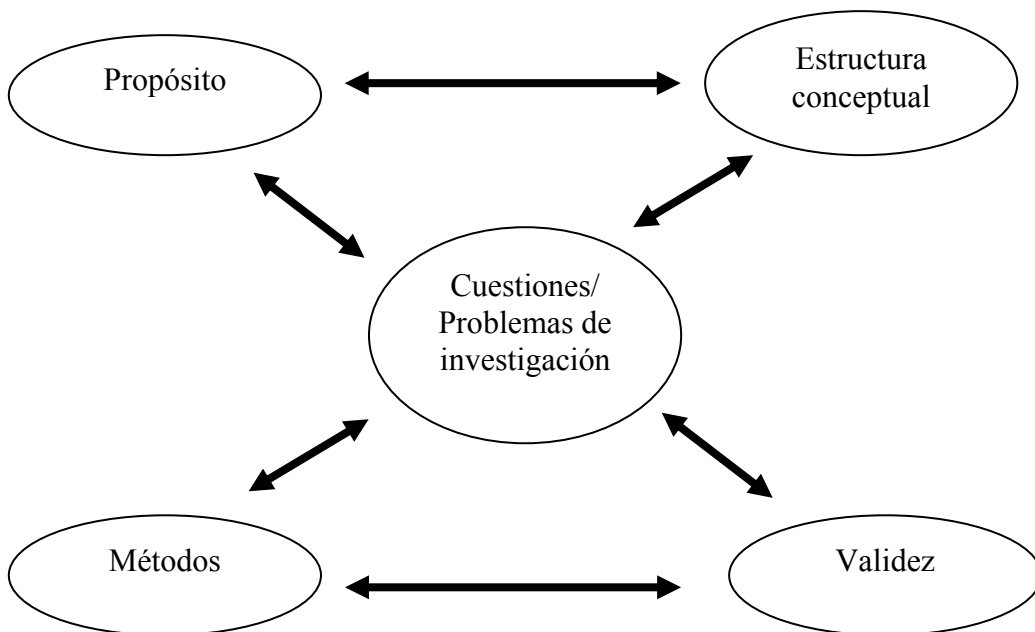 Propósito
Estructura
conceptual
Cuestiones/
Problemas de
investigación
Métodos
Validez